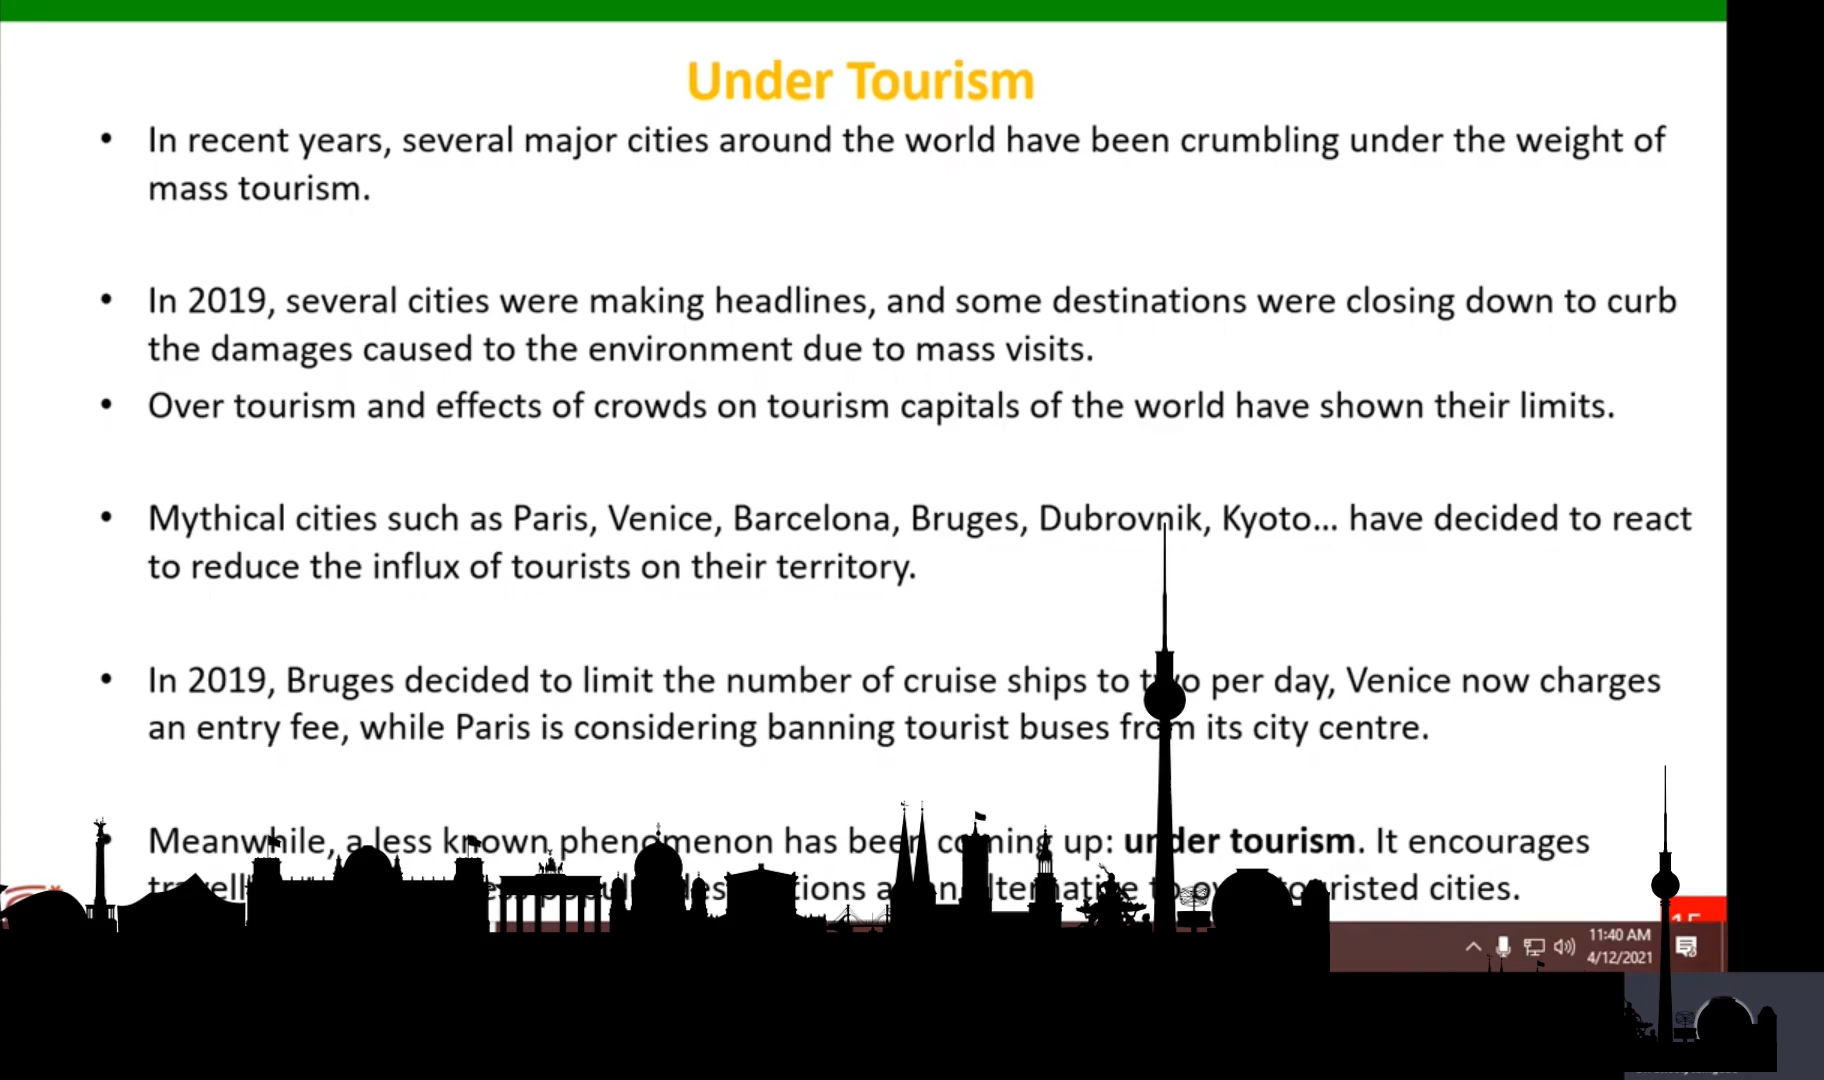 Under Tourism
• In recent years, several major cities around the world have been crumbling under the weight of
mass tourism.
• In 2019, several cities were making headlines, and some destinations were closing down to curb
the damages caused to the environment due to mass visits.
• Over tourism and effects of crowds on tourism capitals of the world have shown their limits.
• Mythical cities such as Paris, Venice, Barcelona, Bruges, Dubrovnik, Kyoto... have decided to react
to reduce the influx of tourists on their territory.
• In 2019, Bruges decided to limit the number of cruise ships to two per day, Venice now charges
an entry fee, while Paris is considering banning tourist buses from its city centre.
• Meanwhile, a less known phenomenon has been coming up: under tourism. It encourages
an alternative to risted cities.
11:40 AM
4/12/2021